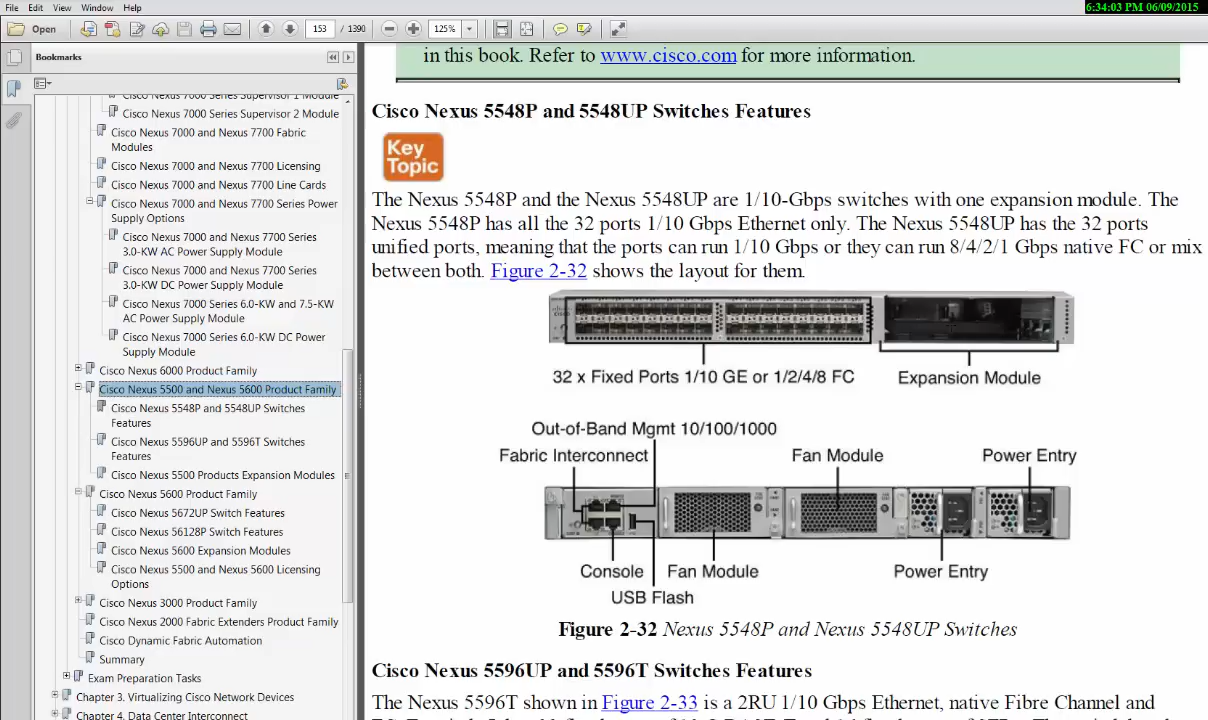 File Edit View Window Help
6:34:03 PM 06/09/2015
Open 153 / 1390 125%
Bookmarks
Cisco Nexus 7000 Series Supervisor 1 Module
Cisco Nexus 7000 Series Supervisor 2 Module
Cisco Nexus 7000 and Nexus 7700 Fabric
Modules
Cisco Nexus 7000 and Nexus 7700 Licensing
Cisco Nexus 7000 and Nexus 7700 Line Cards
Cisco Nexus 7000 and Nexus 7700 Series Power
Supply Options
Cisco Nexus 7000 and Nexus 7700 Series
3.0-KW AC Power Supply Module
Cisco Nexus 7000 and Nexus 7700 Series
3.0-KW DC Power Supply Module
Cisco Nexus 7000 Series 6.0-KW and 7.5-KW
AC Power Supply Module
Cisco Nexus 7000 Series 6.0-KW DC Power
Supply Module
Cisco Nexus 6000 Product Family
Cisco Nexus 5500 and Nexus 5600 Product Family
Cisco Nexus 5548P and 5548UP Switches
Features
Cisco Nexus 5596UP and 5596T Switches
Features
Cisco Nexus 5500 Products Expansion Modules
Cisco Nexus 5600 Product Family
Cisco Nexus 5672UP Switch Features
Cisco Nexus 56128P Switch Features
Cisco Nexus 5600 Expansion Modules
Cisco Nexus 5500 and Nexus 5600 Licensing
Options
Cisco Nexus 3000 Product Family
Cisco Nexus 2000 Fabric Extenders Product Family
Cisco Dynamic Fabric Automation
Summary
Exam Preparation Tasks
Chapter 3. Virtualizing Cisco Network Devices
Chapter 4. Data Center Interconnect
in this book. Refer to www.cisco.com for more information.
Cisco Nexus 5548P and 5548UP Switches Features
Key
Topic
The Nexus 5548P and the Nexus 5548UP are 1/10-Gbps switches with one expansion module. The
Nexus 5548P has all the 32 ports 1/10 Gbps Ethernet only. The Nexus 5548UP has the 32 ports
unified ports, meaning that the ports can run 1/10 Gbps or they can run 8/4/2/1 Gbps native FC or mix
between both. Figure 2-32 shows the layout for them.
32 x Fixed Ports 1/10 GE or 1/2/4/8 FC
Expansion Module
Out-of-Band Mgmt 10/100/1000
Fabric Interconnect
Fan Module
Power Entry
Console
Fan Module
Power Entry
USB Flash
Figure 2-32 Nexus 5548P and Nexus 5548UP Switches
Cisco Nexus 5596UP and 5596T Switches Features
The Nexus 5596T shown in Figure 2-33 is a 2RU 1/10 Gbps Ethernet, native Fibre Channel and